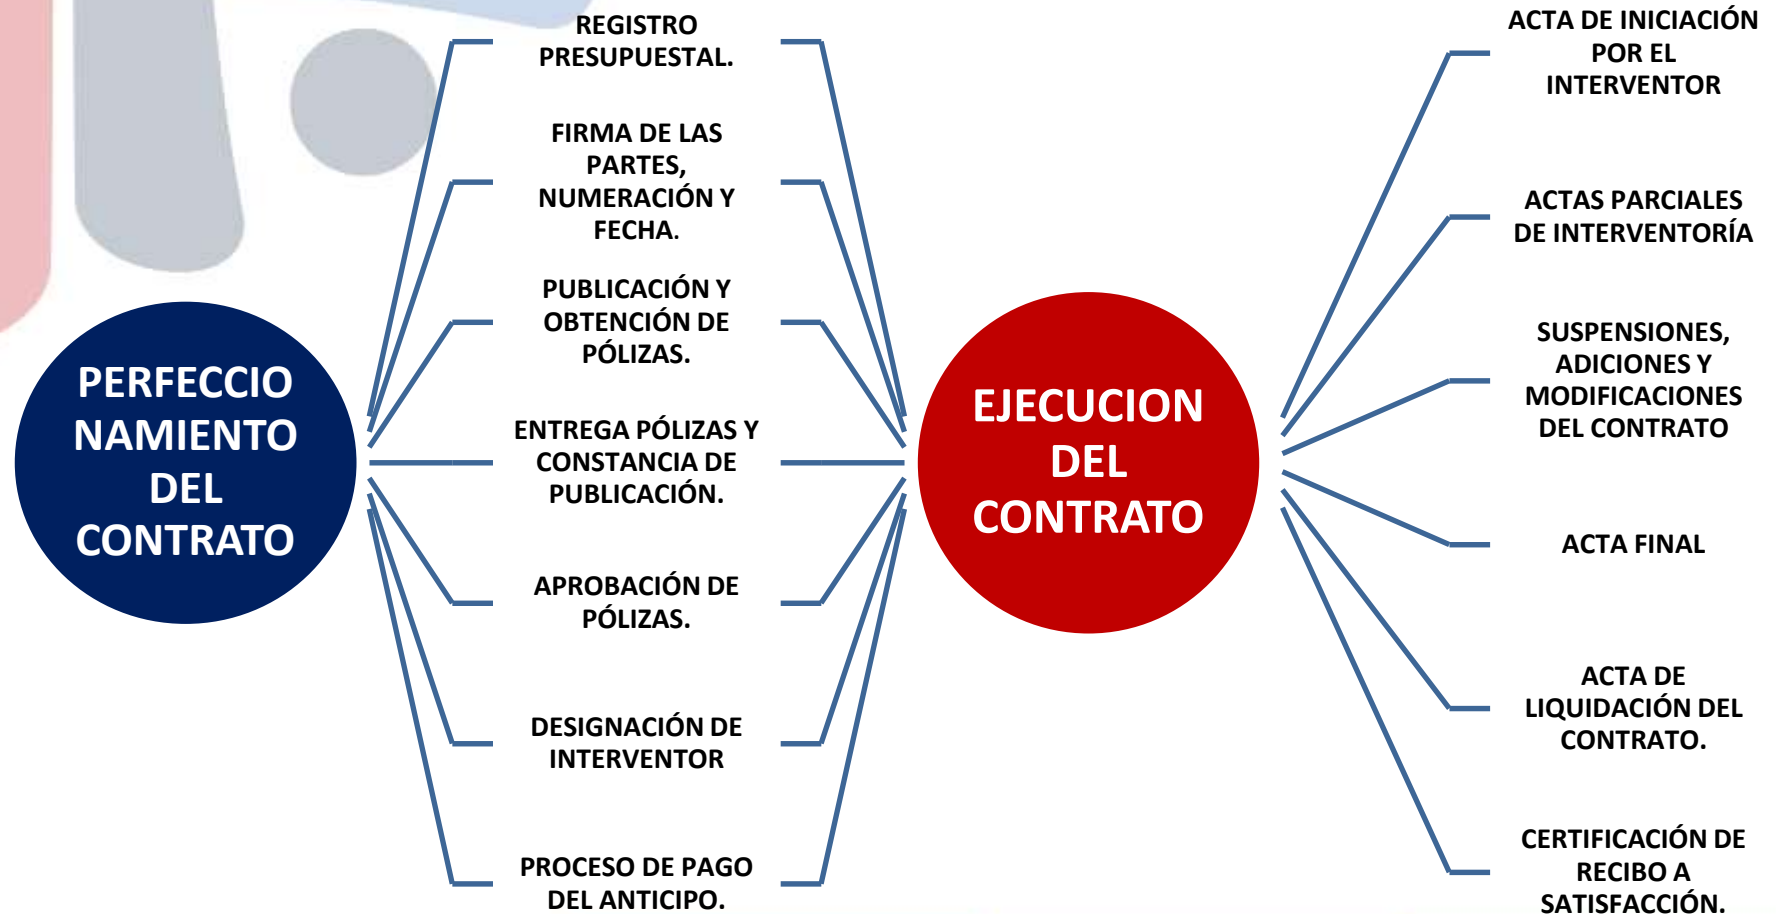 PERFECCIO
NAMIENTO
DEL
CONTRATO
REGISTRO
PRESUPUESTAL.
FIRMA DE LAS
PARTES,
NUMERACIÓN Y
FECHA.
PUBLICACIÓN Y
OBTENCIÓN DE
PÓLIZAS.
ENTREGA PÓLIZAS Y
CONSTANCIA DE
PUBLICACIÓN.
APROBACIÓN DE
PÓLIZAS.
DESIGNACIÓN DE
INTERVENTOR
PROCESO DE PAGO
DEL ANTICIPO.
EJECUCION
DEL
CONTRATO
ACTA DE INICIACIÓN
POR EL
INTERVENTOR
ACTAS PARCIALES
DE INTERVENTORÍA
SUSPENSIONES,
ADICIONES Y
MODIFICACIONES
DEL CONTRATO
ACTA FINAL
ACTA DE
LIQUIDACIÓN DEL
CONTRATO.
CERTIFICACIÓN DE
RECIBO A
SATISFACCIÓN.